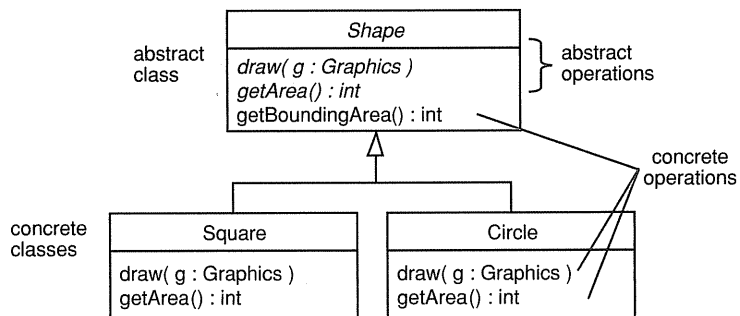 Shape
abstract
class
draw( g : Graphics )
getArea() : int
getBoundingArea() : int
abstract
operations
concrete
operations
concrete
classes
Square
draw( g : Graphics )
getArea() : int
Circle
draw( g : Graphics )
getArea() : int